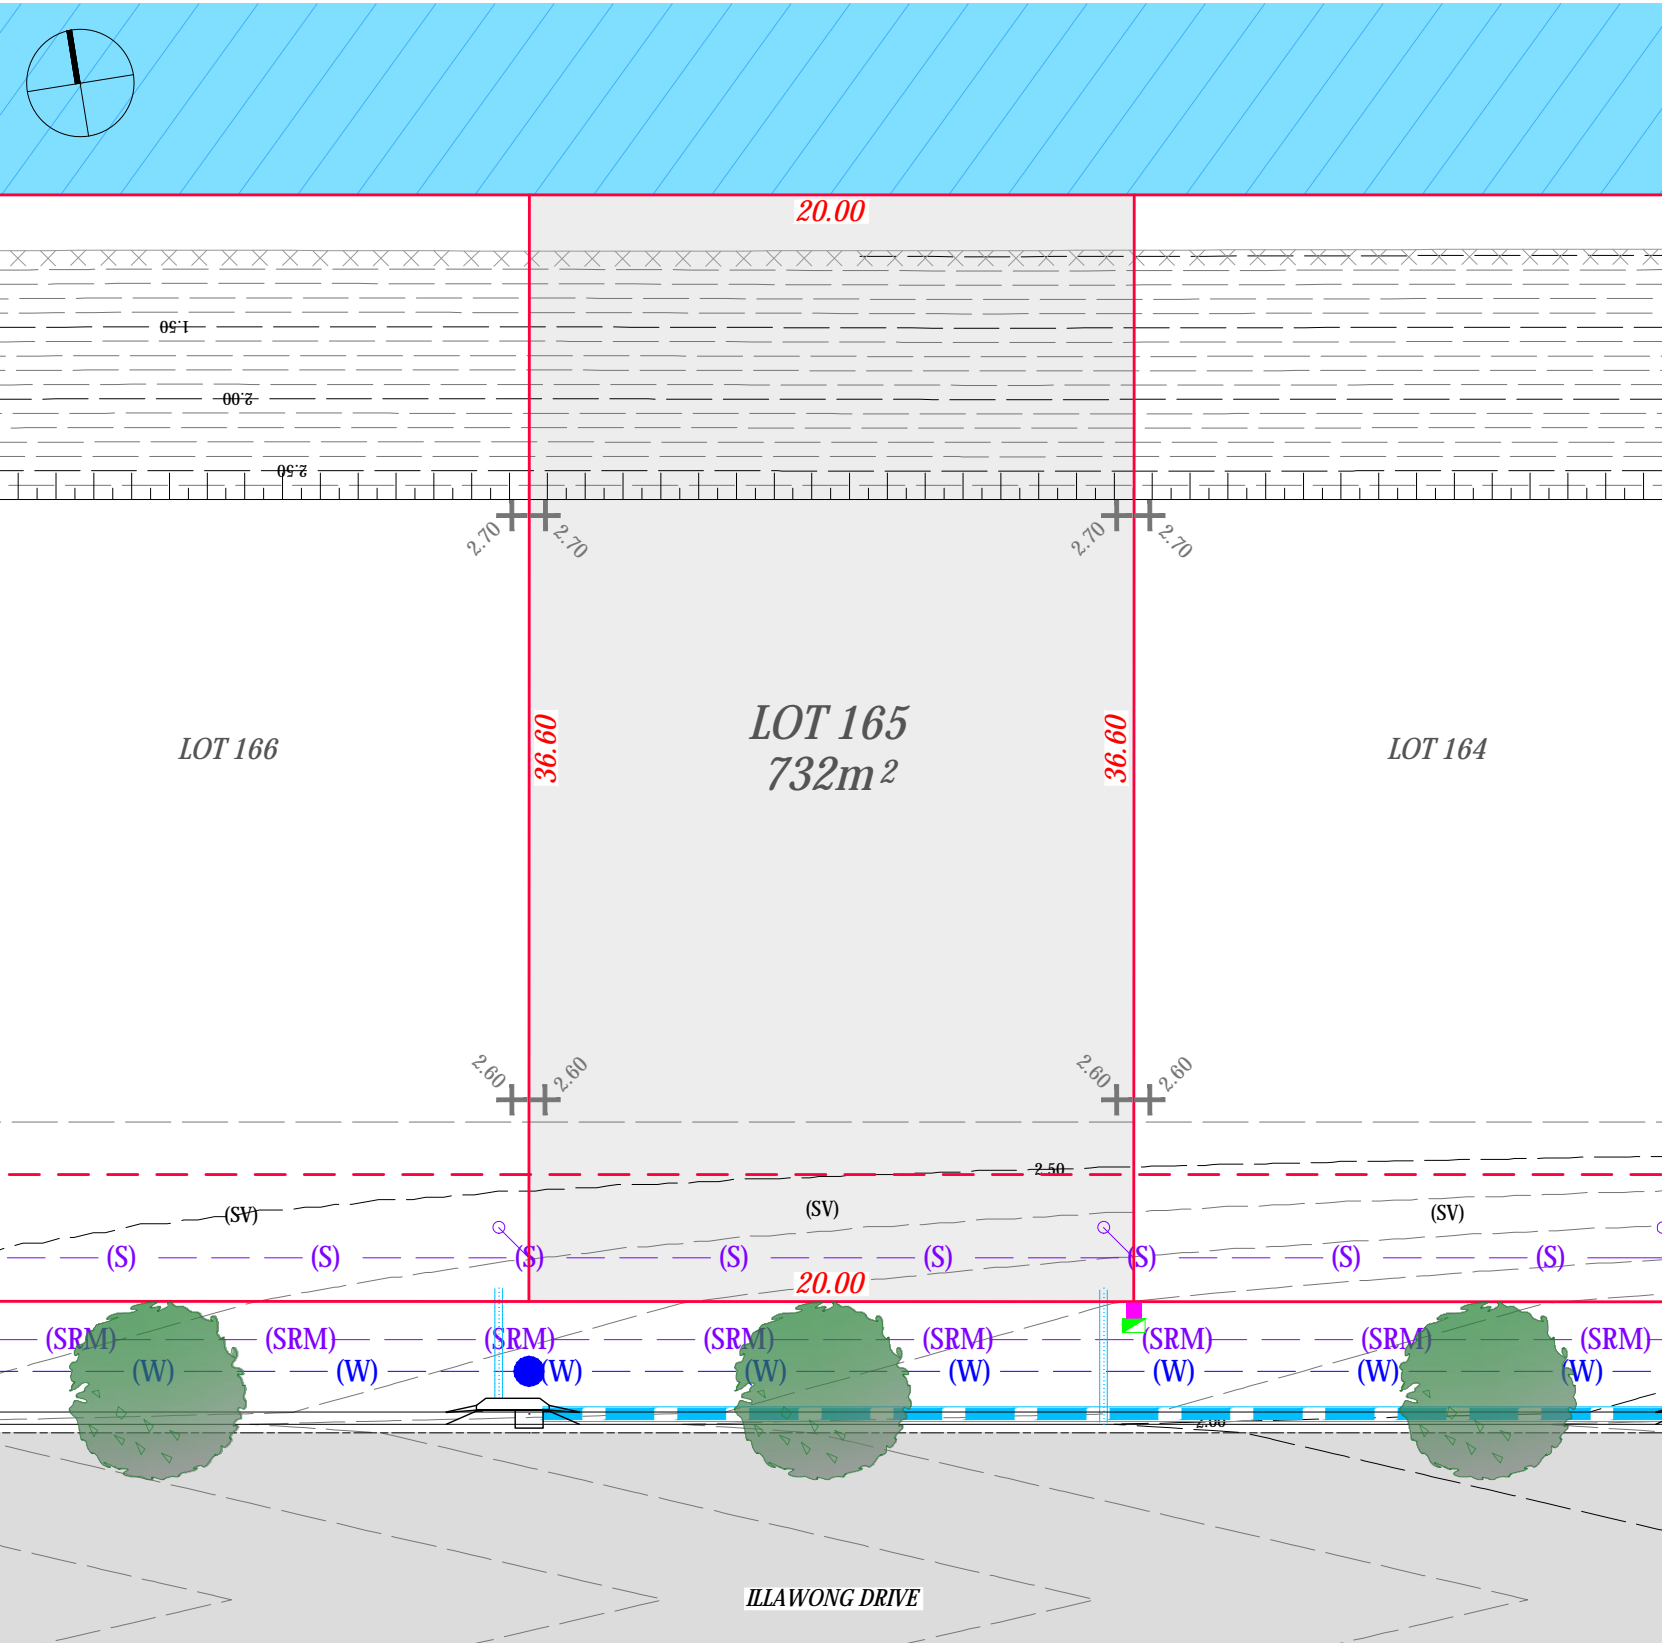 20.00
1.50
2.00
2.50
2.70 2.70 2.70 2.70
LOT 166 36.60 LOT 165 36.60 LOT 164
732m²
2.60 2.60 2.60 2.60
2.50
(SV) (SV) (SV)
(S) (S) (S) (S) (S) (S) (S) (S)
20.00
(SRM) (SRM) (SRM) (SRM) (SRM) (SRM) (SRM) (SRM)
(W) (W) (W) (W) (W) (W) (W) (W)
2.00
ILLAWONG DRIVE